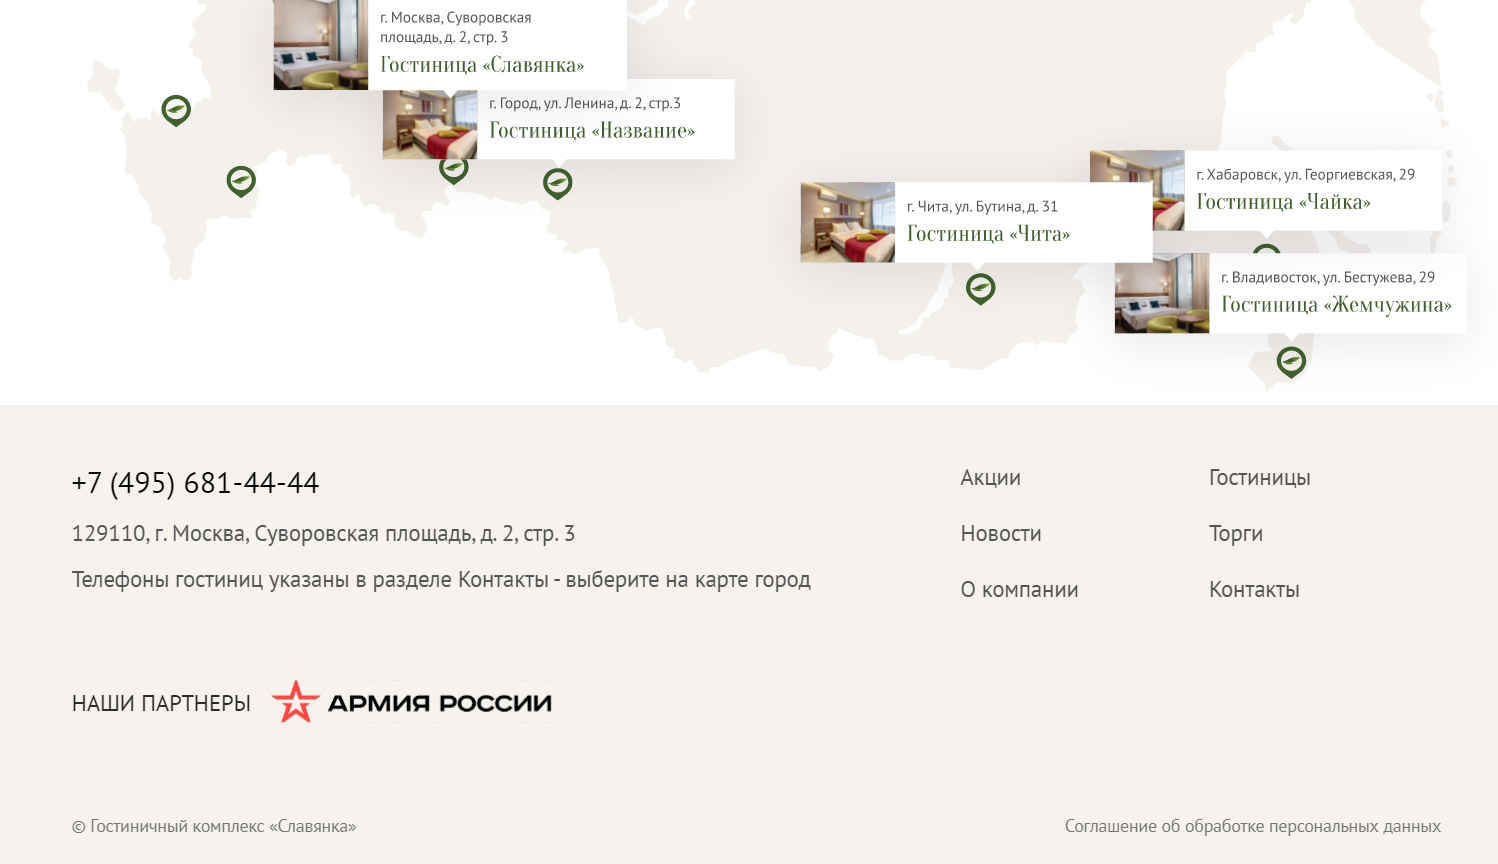 г. Москва, Суворовская
площадь, д. 2, стр. 3
Гостиница «Славянка»
г. Город, ул. Ленина, д. 2, стр.3
Гостиница «Название»
г. Хабаровск, ул. Георгиевская, 29
Гостиница «Чайка»
г. Чита, ул. Бутина, д. 31
Гостиница «Чита»
г. Владивосток, ул. Бестужева, 29
Гостиница «Жемчужина»
+7 (495) 681-44-44
129110, г. Москва, Суворовская площадь, д. 2, стр. 3
Телефоны гостиниц указаны в разделе Контакты - выберите на карте город
Акции
Гостиницы
Новости
Торги
О компании
Контакты
НАШИ ПАРТНЕРЫ
АРМИЯ РОССИИ
© Гостиничный комплекс «Славянка»
Соглашение об обработке персональных данных